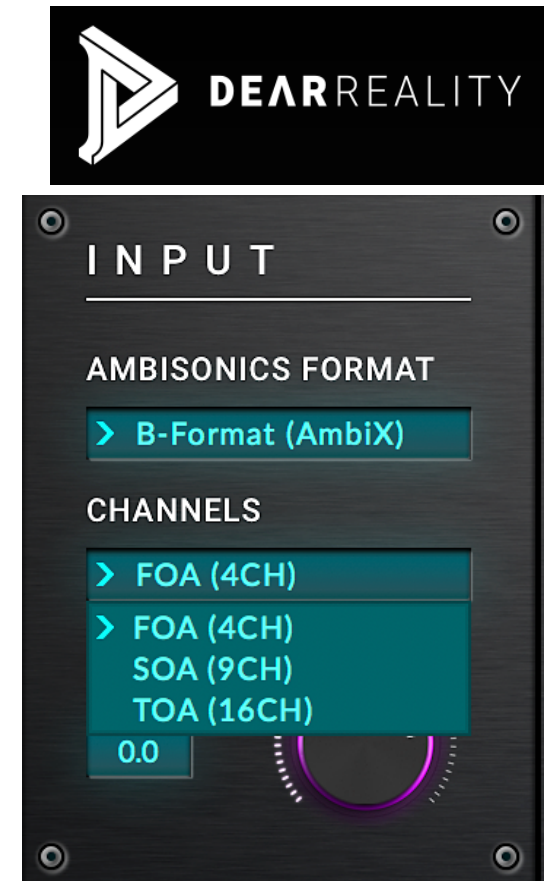 DEARREALITY
INPUT
AMBISONICS FORMAT
B-Format (AmbiX)
CHANNELS
FOA (4CH)
FOA (4CH)
SOA (9CH)
TOA (16CH)
0.0